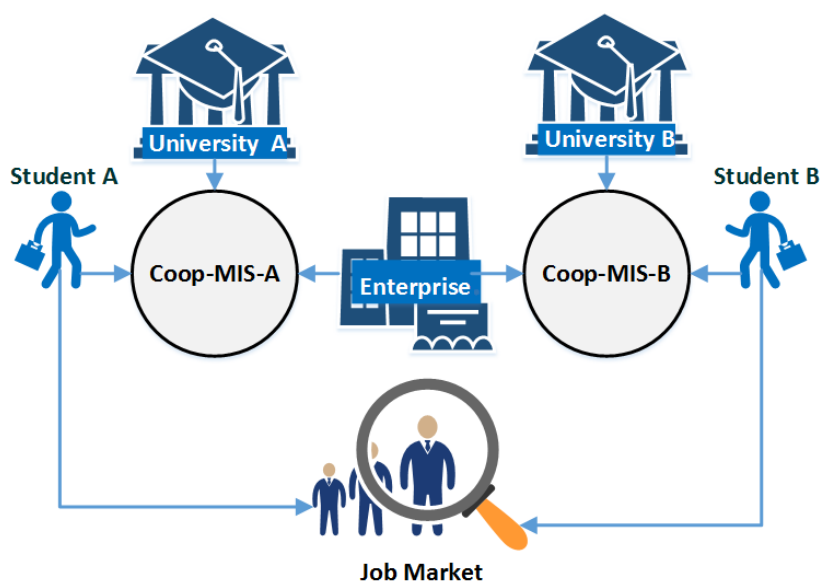 University A
University B
Student A
Student B
Coop-MIS-A
Enterprise
Coop-MIS-B
Job Market